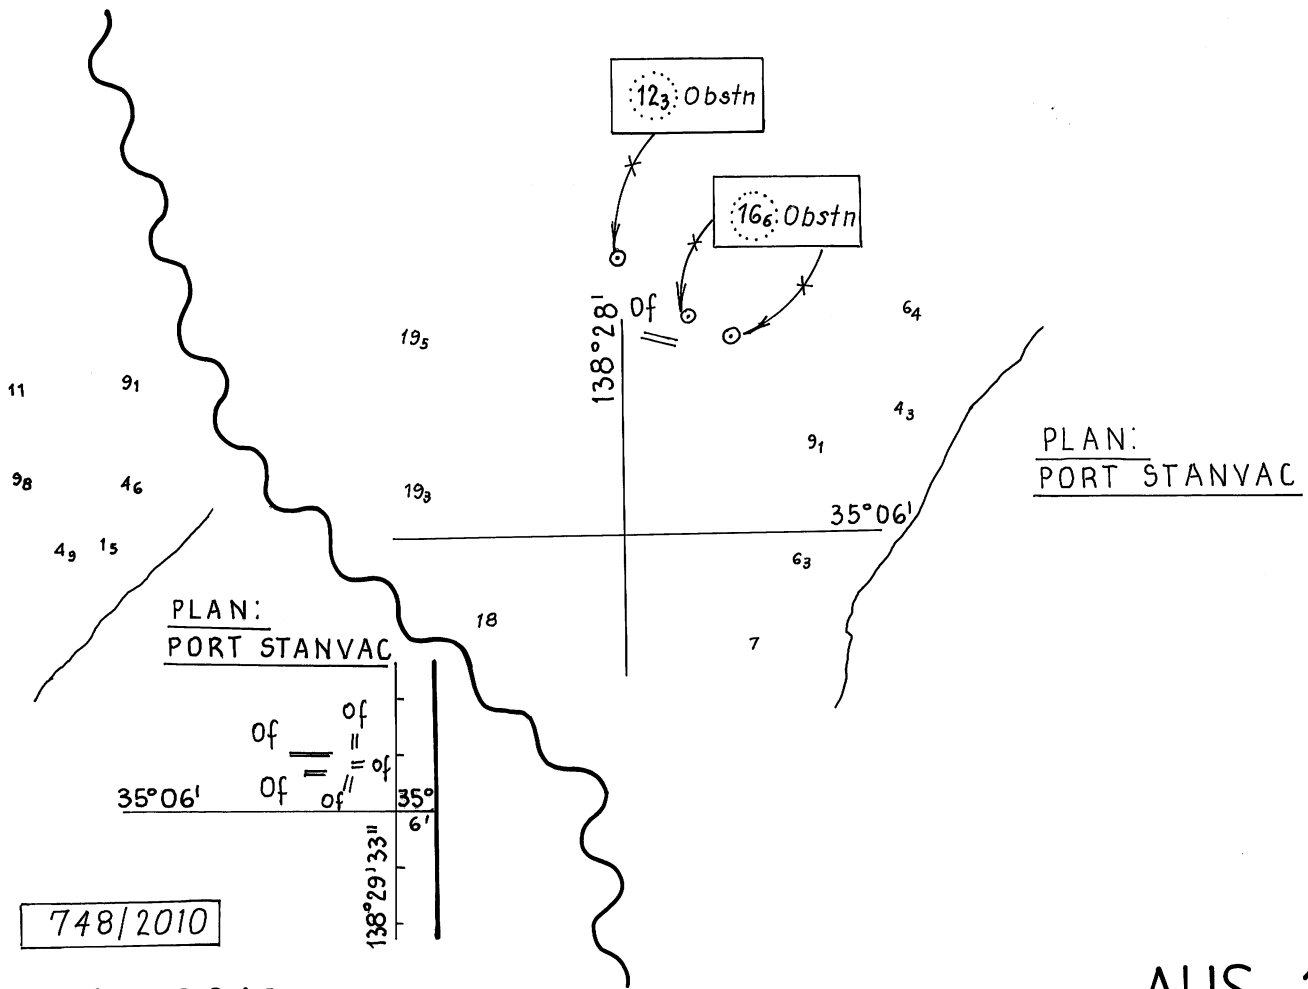 12₃ Obstn
16₆ Obstn
138°28'
Of
6₄
19₅
11
9₁
4₃
9₁
PLAN:
PORT STANVAC
9₈
4₆
19₃
35°06'
4₉
1₅
6₃
PLAN:
PORT STANVAC
18
7
Of
Of
Of
Of
Of
35°06'
35°
6'
138°29'33"
748/2010